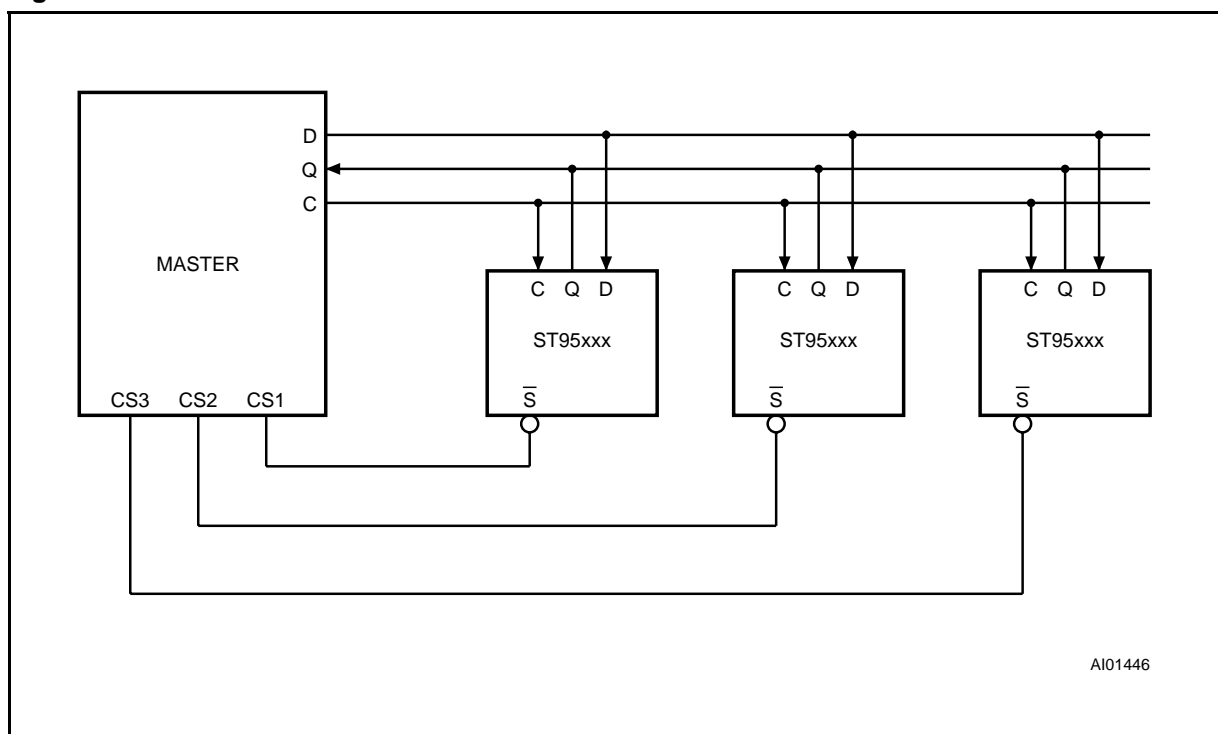 D
Q
C
MASTER
CS3 CS2 CS1
C Q D
ST95xxx
S̅
C Q D
ST95xxx
S̅
C Q D
ST95xxx
S̅
AI01446